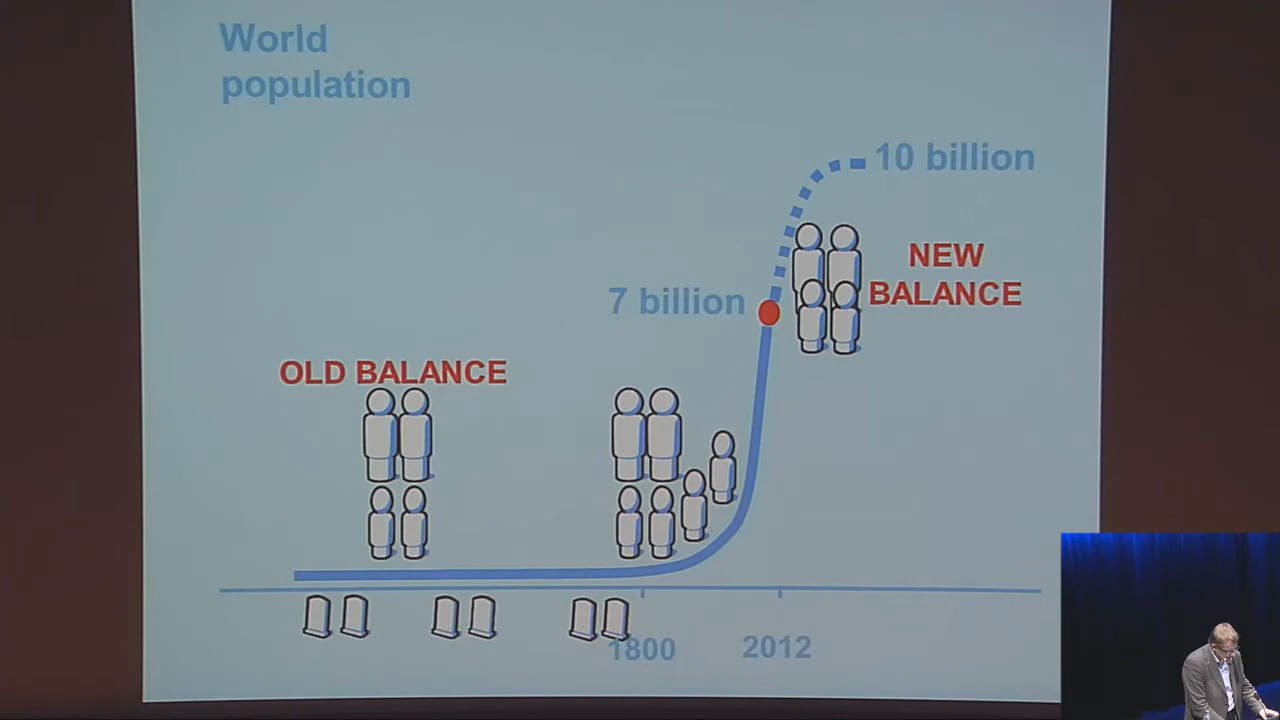 World
population
10 billion
NEW
BALANCE
7 billion
OLD BALANCE
1800
2012